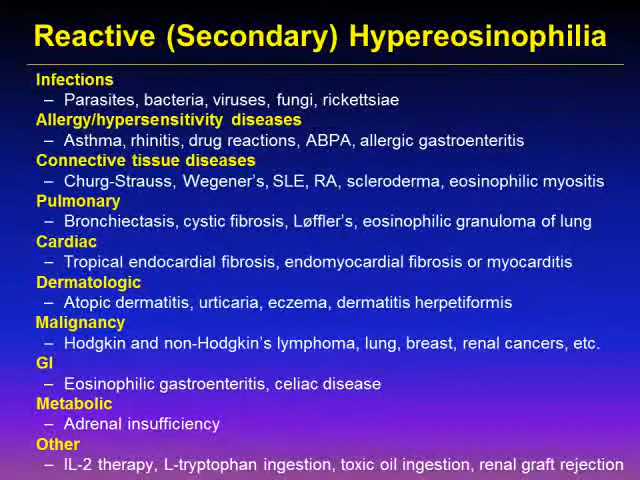 Reactive (Secondary) Hypereosinophilia
Infections
– Parasites, bacteria, viruses, fungi, rickettsiae
Allergy/hypersensitivity diseases
– Asthma, rhinitis, drug reactions, ABPA, allergic gastroenteritis
Connective tissue diseases
– Churg-Strauss, Wegener's, SLE, RA, scleroderma, eosinophilic myositis
Pulmonary
– Bronchiectasis, cystic fibrosis, Løffler's, eosinophilic granuloma of lung
Cardiac
– Tropical endocardial fibrosis, endomyocardial fibrosis or myocarditis
Dermatologic
– Atopic dermatitis, urticaria, eczema, dermatitis herpetiformis
Malignancy
– Hodgkin and non-Hodgkin's lymphoma, lung, breast, renal cancers, etc.
GI
– Eosinophilic gastroenteritis, celiac disease
Metabolic
– Adrenal insufficiency
Other
– IL-2 therapy, L-tryptophan ingestion, toxic oil ingestion, renal graft rejection